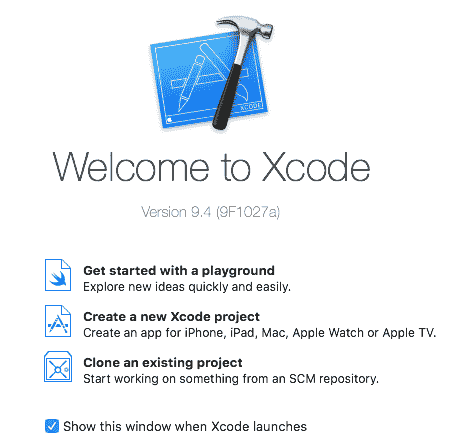 XCODE
Welcome to Xcode
Version 9.4 (9F1027a)
Get started with a playground
Explore new ideas quickly and easily.
Create a new Xcode project
Create an app for iPhone, iPad, Mac, Apple Watch or Apple TV.
Clone an existing project
Start working on something from an SCM repository.
Show this window when Xcode launches